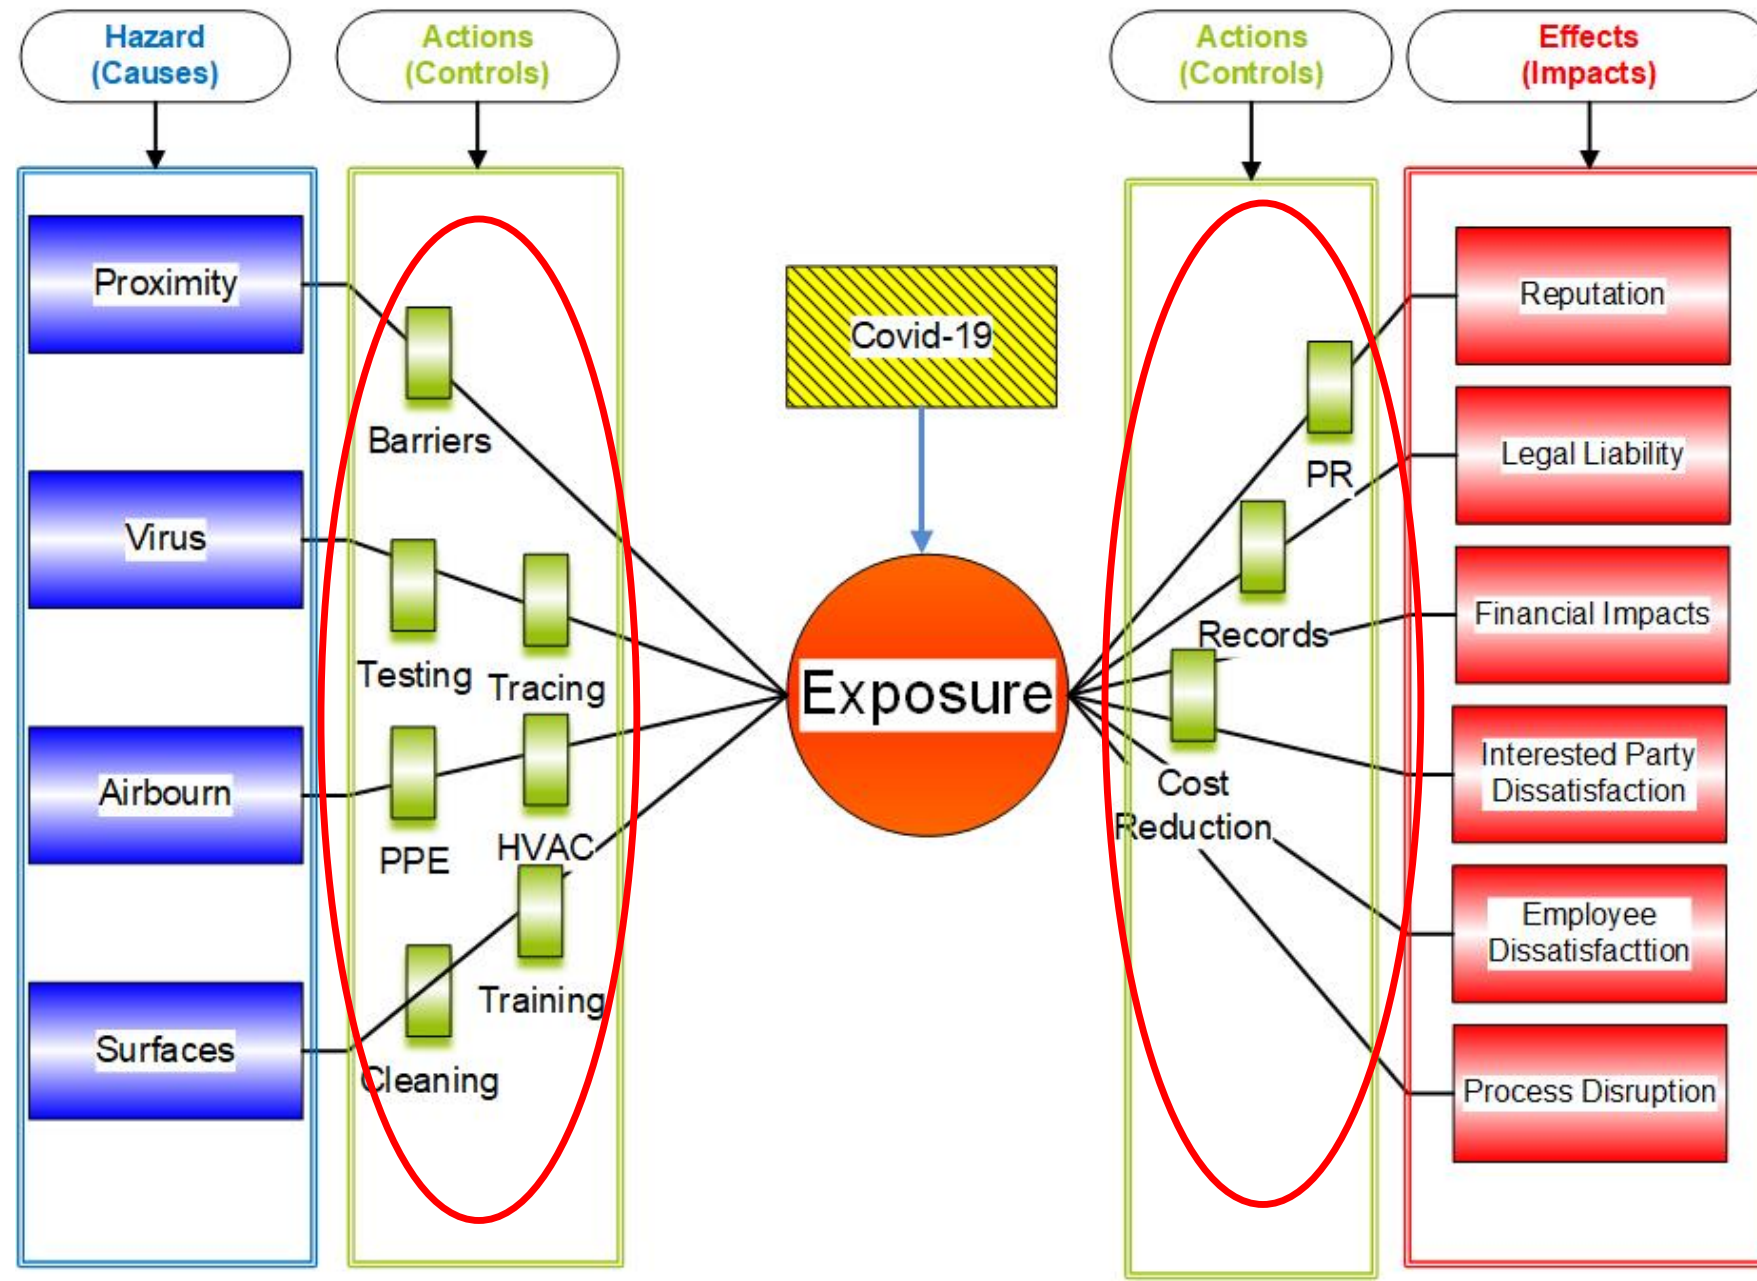 Hazard
(Causes)
Actions
(Controls)
Actions
(Controls)
Effects
(Impacts)
Proximity
Virus
Airbourn
Surfaces
Barriers
Testing
Tracing
PPE
HVAC
Training
Cleaning
Covid-19
Exposure
PR
Records
Cost
Reduction
Reputation
Legal Liability
Financial Impacts
Interested Party
Dissatisfaction
Employee
Dissatisfacttion
Process Disruption